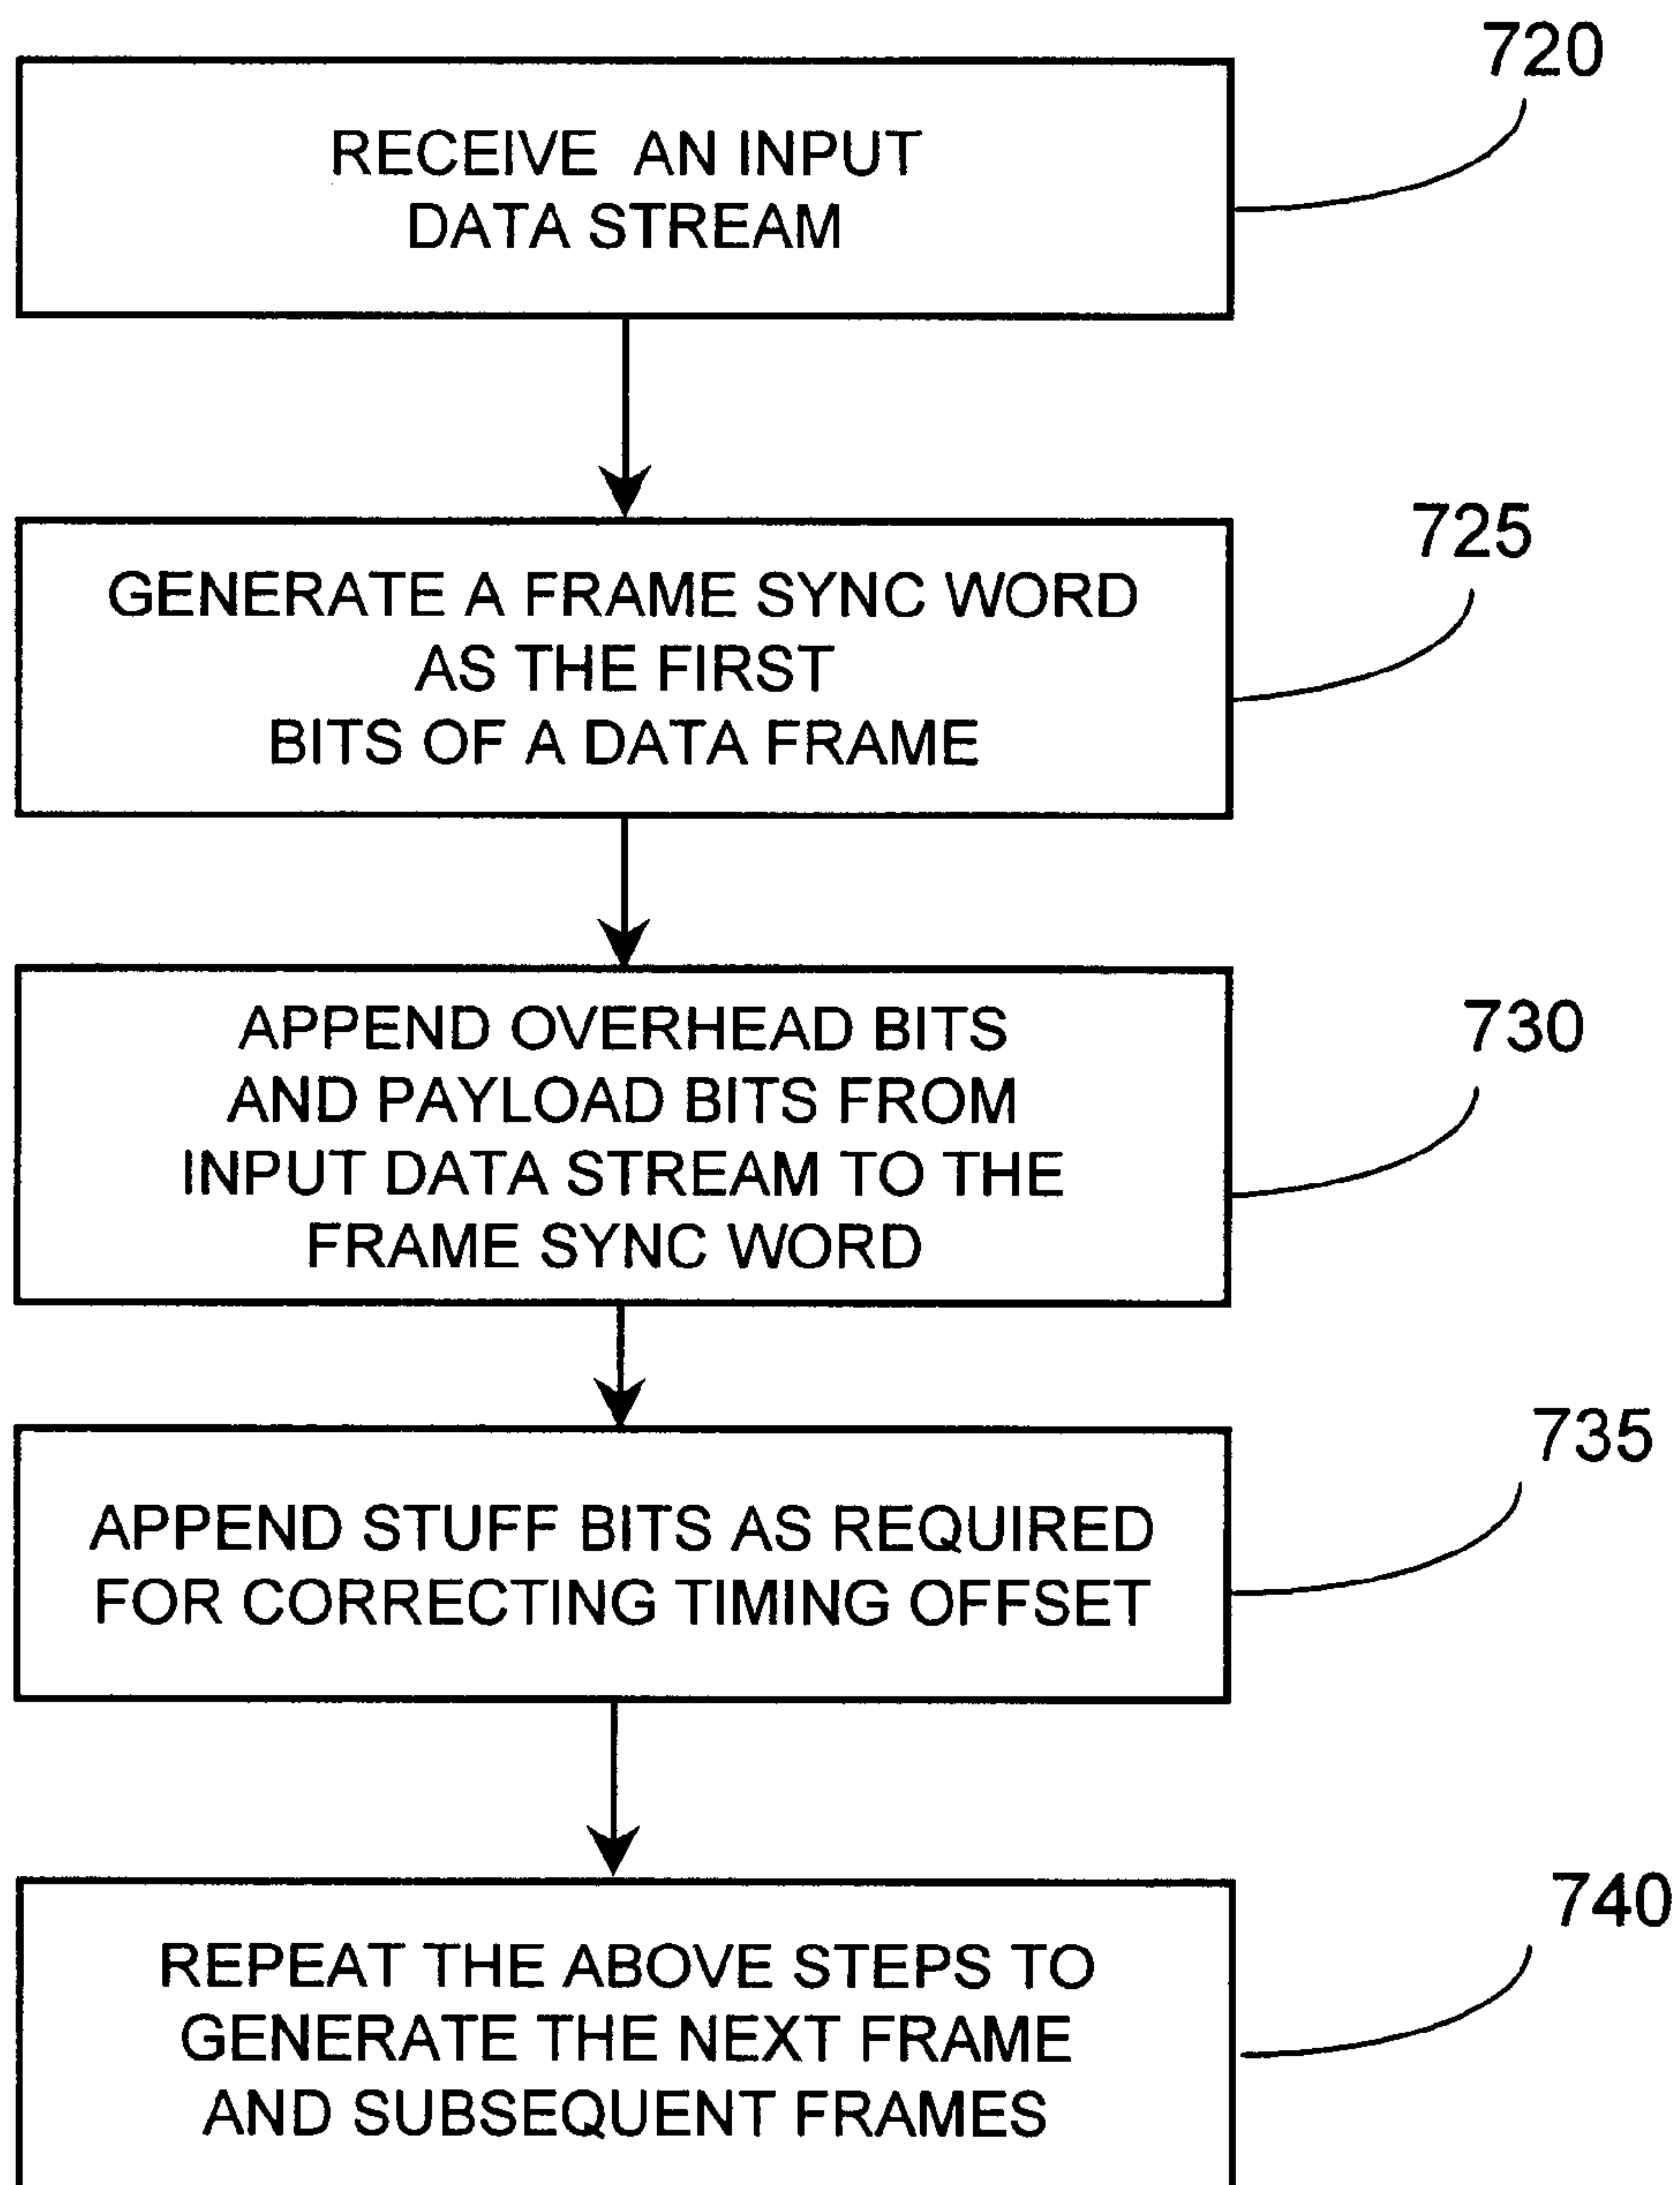 720
RECEIVE AN INPUT
DATA STREAM
725
GENERATE A FRAME SYNC WORD
AS THE FIRST
BITS OF A DATA FRAME
730
APPEND OVERHEAD BITS
AND PAYLOAD BITS FROM
INPUT DATA STREAM TO THE
FRAME SYNC WORD
735
APPEND STUFF BITS AS REQUIRED
FOR CORRECTING TIMING OFFSET
740
REPEAT THE ABOVE STEPS TO
GENERATE THE NEXT FRAME
AND SUBSEQUENT FRAMES